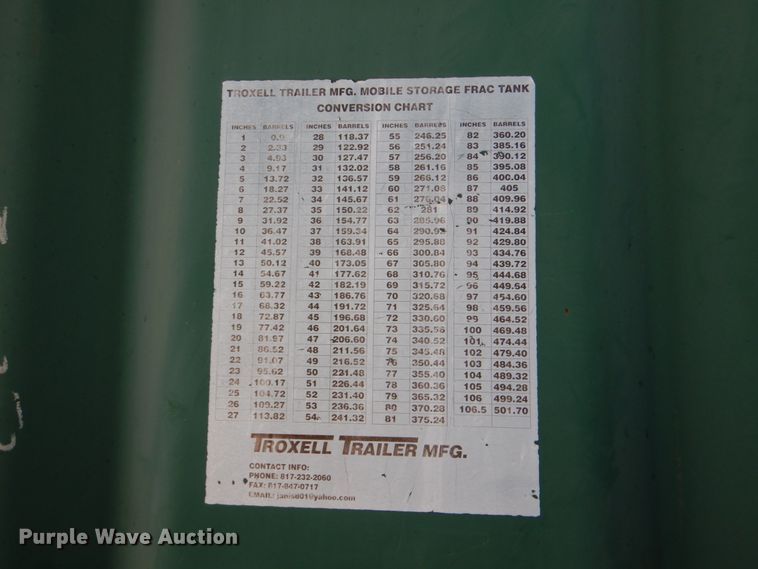 TROXELL TRAILER MFG. MOBILE STORAGE FRAC TANK
CONVERSION CHART
INCHES BARRELS INCHES BARRELS INCHES BARRELS INCHES BARRELS
1 0.9 28 118.37 55 246.25 82 360.20
2 2.33 29 122.92 56 251.24 83 385.16
3 4.93 30 127.47 57 256.20 84 390.12
4 9.17 31 132.02 58 261.16 85 395.08
5 13.72 32 136.57 59 266.12 86 400.04
6 18.27 33 141.12 60 271.08 87 405
7 22.52 34 145.67 61 276.04 88 409.96
8 27.37 35 150.22 62 281 89 414.92
9 31.92 36 154.77 63 285.96 90 419.88
10 36.47 37 159.34 64 290.92 91 424.84
11 41.02 38 163.91 65 295.88 92 429.80
12 45.57 39 168.48 66 300.84 93 434.76
13 50.12 40 173.05 67 305.80 94 439.72
14 54.67 41 177.62 68 310.76 95 444.68
15 59.22 42 182.19 69 315.72 96 449.64
16 63.77 43 186.76 70 320.68 97 454.60
17 68.32 44 191.72 71 325.64 98 459.56
18 72.87 45 196.68 72 330.60 99 464.52
19 77.42 46 201.64 73 335.56 100 469.48
20 81.97 47 206.60 74 340.52 101 474.44
21 86.52 48 211.56 75 345.48 102 479.40
22 91.07 49 216.52 76 350.44 103 484.36
23 95.62 50 221.48 77 355.40 104 489.32
24 100.17 51 226.44 78 360.36 105 494.28
25 104.72 52 231.40 79 365.32 106 499.24
26 109.27 53 236.36 80 370.28 106.5 501.70
27 113.82 54 241.32 81 375.24
TROXELL TRAILER MFG.
CONTACT INFO:
PHONE: 817-232-2060
FAX: 817-847-0717
EMAIL:
Purple Wave Auction